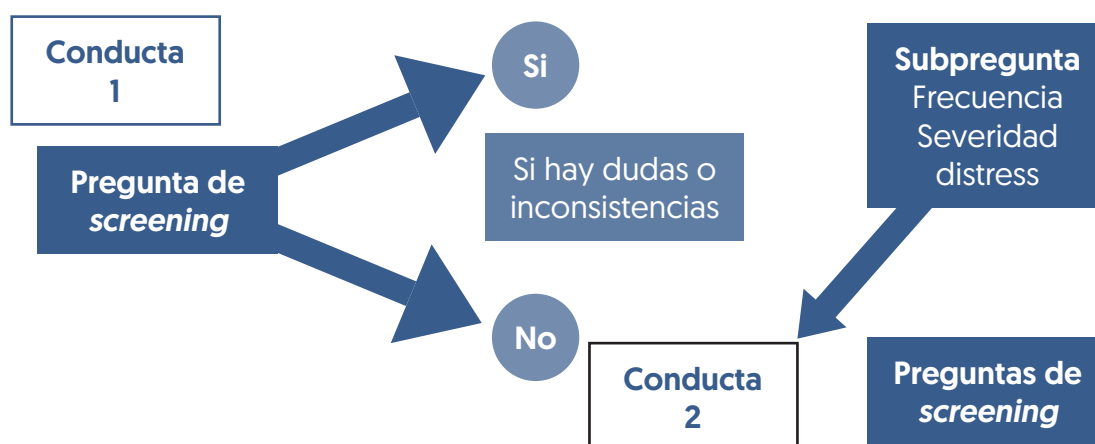 Conducta
1
Pregunta de
screening
Si
Si hay dudas o
inconsistencias
No
Subpregunta
Frecuencia
Severidad
distress
Conducta
2
Preguntas de
screening